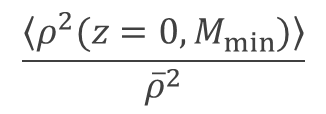 ⟨ρ²(z = 0, M_min)⟩
ρ̄²